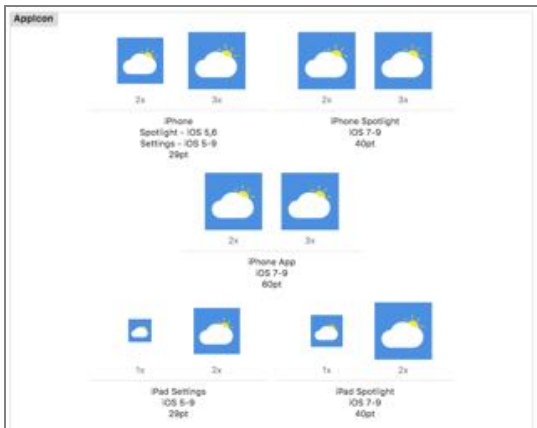 AppIcon
2x 3x 2x 3x
iPhone
Spotlight - iOS 5,6
Settings - iOS 5-9
29pt
iPhone Spotlight
iOS 7-9
40pt
2x 3x
iPhone App
iOS 7-9
60pt
1x 2x 1x 2x
iPad Settings
iOS 5-9
29pt
iPad Spotlight
iOS 7-9
40pt